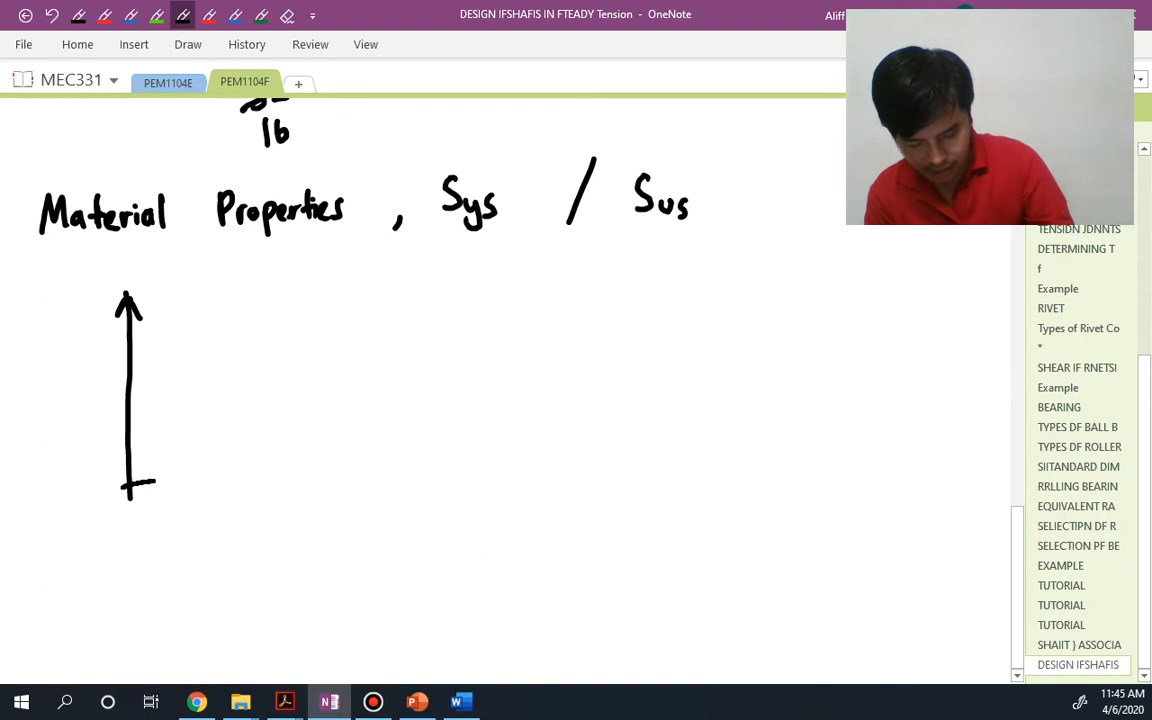 DESIGN IFSHAFIS IN FTEADY Tension - OneNote
Aliff
File Home Insert Draw History Review View
MEC331 PEM1104E PEM1104F +
16
Material Properties , Sys / Sus
TENSIDN JDNNTS
DETERMINING T
f
Example
RIVET
Types of Rivet Co
*
SHEAR IF RNETSI
Example
BEARING
TYPES DF BALL B
TYPES DF ROLLER
SIITANDARD DIM
RRLLING BEARIN
EQUIVALENT RA
SELIECTIPN DF R
SELECTION PF BE
EXAMPLE
TUTORIAL
TUTORIAL
TUTORIAL
SHAIIT } ASSOCIA
DESIGN IFSHAFIS
11:45 AM
4/6/2020